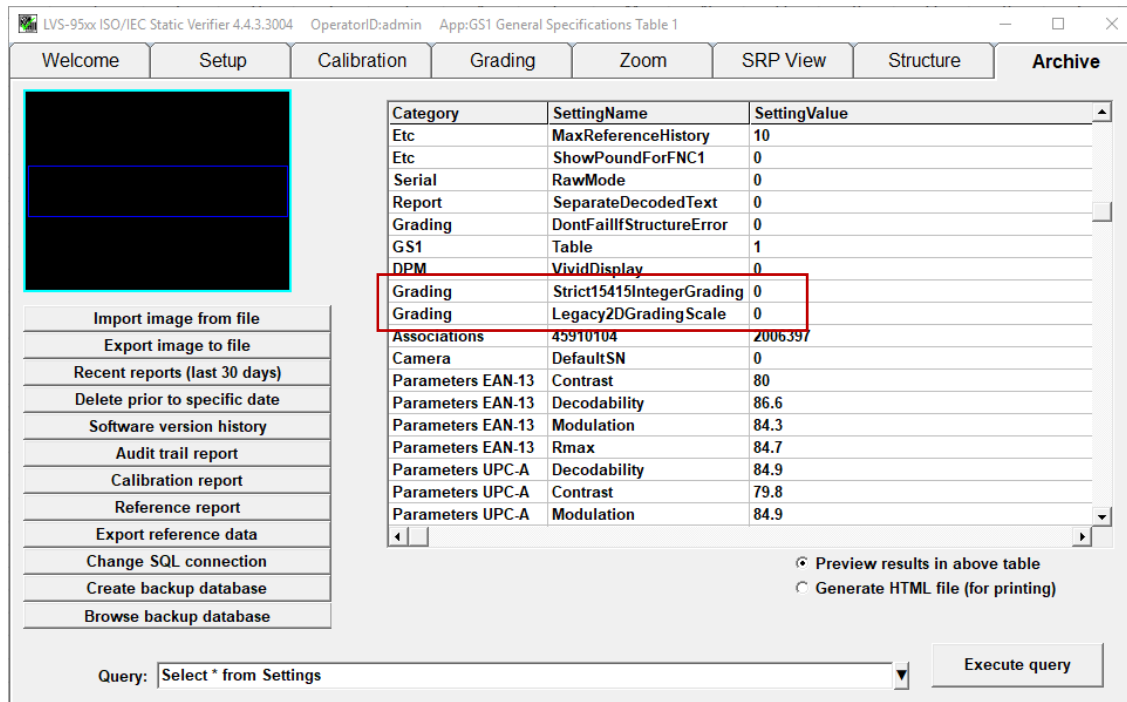 LVS-95xx ISO/IEC Static Verifier 4.4.3.3004 OperatorID:admin App:GS1 General Specifications Table 1
Welcome Setup Calibration Grading Zoom SRP View Structure Archive
Category SettingName SettingValue
Etc MaxReferenceHistory 10
Etc ShowPoundForFNC1 0
Serial RawMode 0
Report SeparateDecodedText 0
Grading DontFailIfStructureError 0
GS1 Table 1
DPM VividDisplay 0
Grading Strict15415IntegerGrading 0
Grading Legacy2DGradingScale 0
Associations 45910104 2006397
Camera DefaultSN 0
Parameters EAN-13 Contrast 80
Parameters EAN-13 Decodability 86.6
Parameters EAN-13 Modulation 84.3
Parameters EAN-13 Rmax 84.7
Parameters UPC-A Decodability 84.9
Parameters UPC-A Contrast 79.8
Parameters UPC-A Modulation 84.9
Import image from file
Export image to file
Recent reports (last 30 days)
Delete prior to specific date
Software version history
Audit trail report
Calibration report
Reference report
Export reference data
Change SQL connection
Create backup database
Browse backup database
Preview results in above table
Generate HTML file (for printing)
Query: Select * from Settings
Execute query